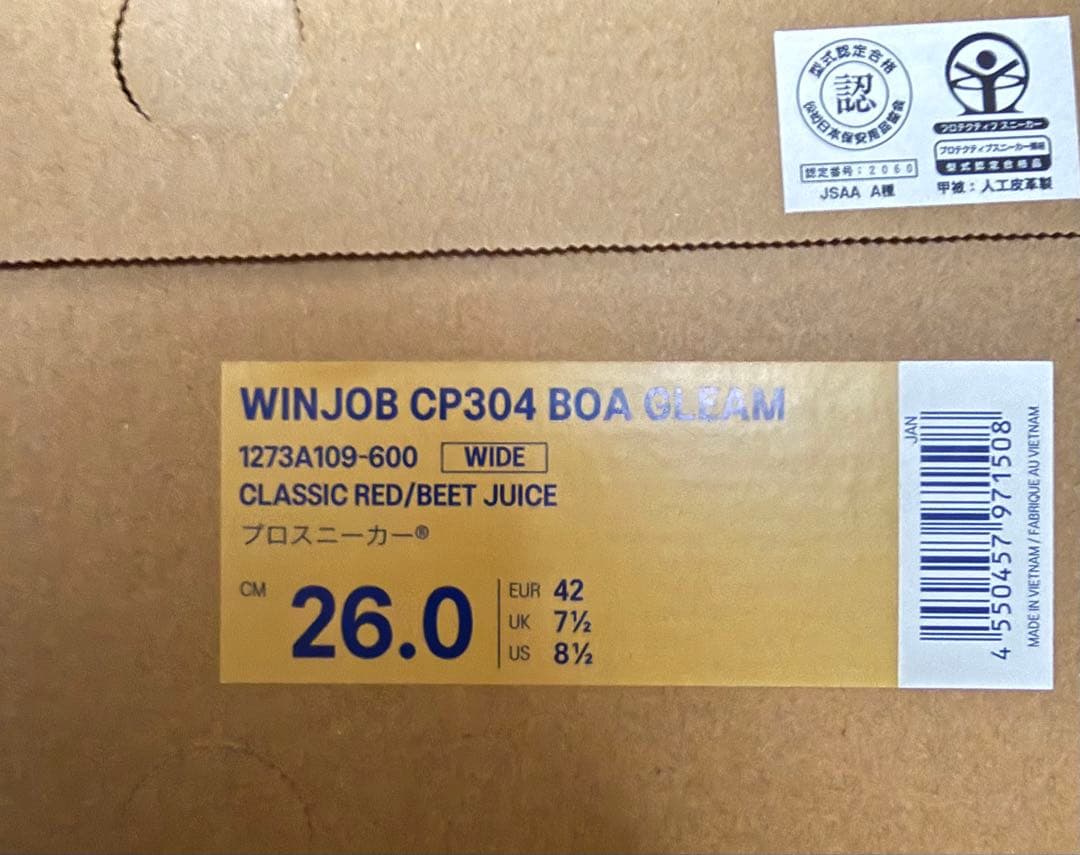 型式認定合格
認
(公社)日本保安用品協会
認定番号:2060
JSAA A種
プロテクティブスニーカー
プロテクティブスニーカー規格
型式認定合格品
甲被:人工皮革製
WINJOB CP304 BOA GLEAM
1273A109-600 WIDE
CLASSIC RED/BEET JUICE
プロスニーカー®
CM 26.0
EUR 42
UK 7½
US 8½
JAN
4550457971508
MADE IN VIETNAM / FABRIQUE AU VIETNAM